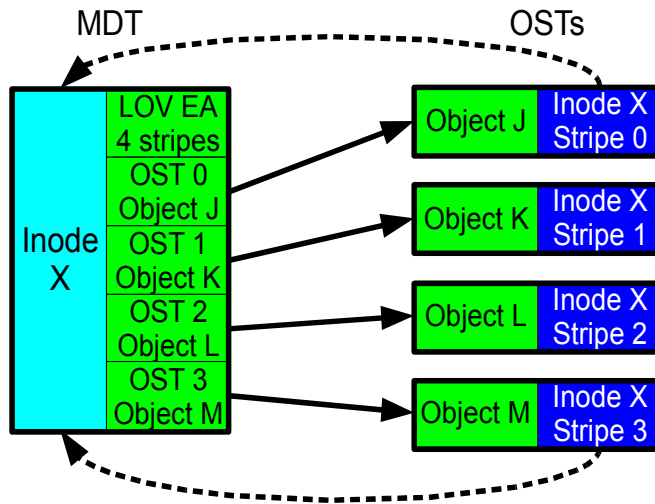 MDT
OSTs
Inode
X
LOV EA
4 stripes
OST 0
Object J
OST 1
Object K
OST 2
Object L
OST 3
Object M
Object J
Inode X
Stripe 0
Object K
Inode X
Stripe 1
Object L
Inode X
Stripe 2
Object M
Inode X
Stripe 3